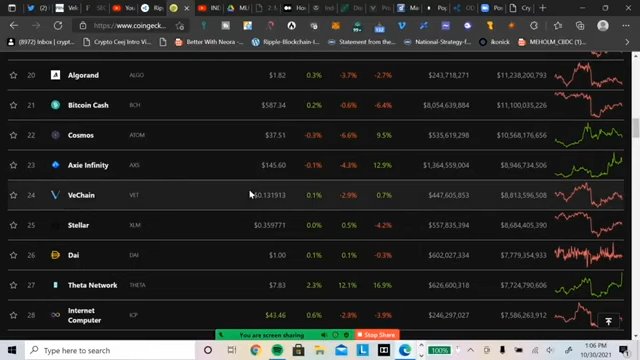 https://www.coingeck
(8972) Inbox | crypt...
Crypto Ceej Intro Vi...
Better With Neora
Ripple-Blockchain-t...
Statement from the...
National-Strategy-f...
ikonick
MEHOLM_CBDC (7)...
20 Algorand ALGO $1.82 0.3% -3.7% -2.7% $243,718,271 $11,238,200,793
21 Bitcoin Cash BCH $587.34 0.2% -0.6% -6.4% $8,054,639,884 $11,100,035,226
22 Cosmos ATOM $37.51 -0.3% -6.6% 9.5% $535,619,298 $10,568,176,656
23 Axie Infinity AXS $145.60 -0.1% -4.3% 12.9% $1,364,559,004 $8,946,734,506
24 VeChain VET $0.131913 0.1% -2.9% 0.7% $447,605,853 $8,813,596,508
25 Stellar XLM $0.359771 0.0% 0.5% -4.2% $557,835,394 $8,684,405,390
26 Dai DAI $1.00 0.1% 0.1% -0.3% $602,027,334 $7,779,354,933
27 Theta Network THETA $7.83 2.3% 12.1% 16.9% $626,600,318 $7,724,790,606
28 Internet Computer ICP $43.46 0.6% -2.9% -3.9% $246,297,027 $7,586,263,912
You are screen sharing
Stop Share
Type here to search
100%
1:06 PM
10/30/2021